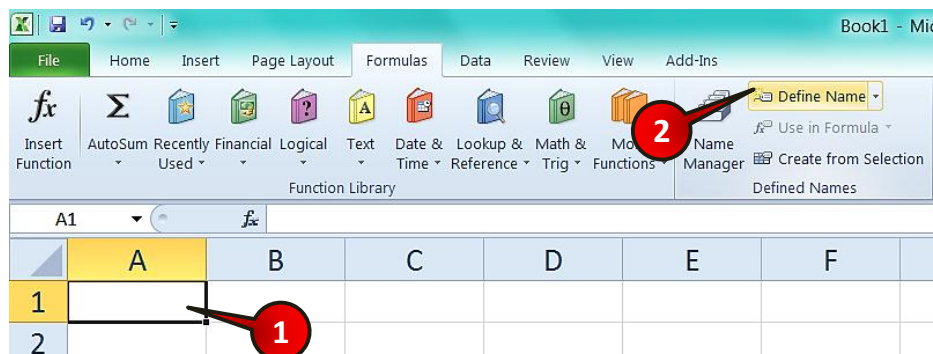 Book1 - Mic
File Home Insert Page Layout Formulas Data Review View Add-Ins
fx Σ ? A θ Define Name
2
Use in Formula
Insert AutoSum Recently Financial Logical Text Date & Lookup & Math & Mo Name
Function Used Time Reference Trig Functions Manager Create from Selection
Function Library Defined Names
A1 fx
A B C D E F
1
1
2